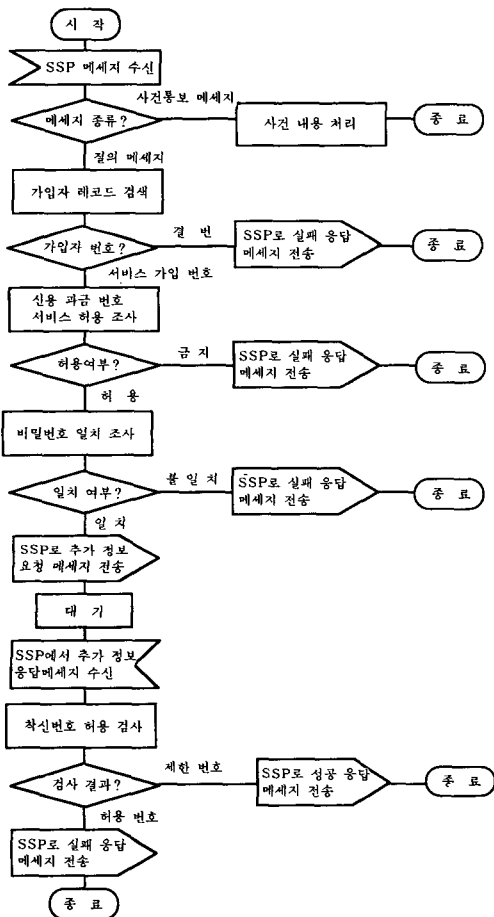 시 작
SSP 메세지 수신
사건통보 메세지
메세지 종류?
사건 내용 처리
종 료
질의 메세지
가입자 레코드 검색
가입자 번호?
결 번
SSP로 실패 응답
메세지 전송
종 료
서비스 가입 번호
신용 과금 번호
서비스 허용 조사
허용여부?
금 지
SSP로 실패 응답
메세지 전송
종 료
허 용
비밀번호 일치 조사
일치 여부?
불 일 치
SSP로 실패 응답
메세지 전송
종 료
일 치
SSP로 추가 정보
요청 메세지 전송
대 기
SSP에서 추가 정보
응답메세지 수신
착신번호 허용 검사
검사 결과?
제한 번호
SSP로 성공 응답
메세지 전송
종 료
허용 번호
SSP로 실패 응답
메세지 전송
종 료